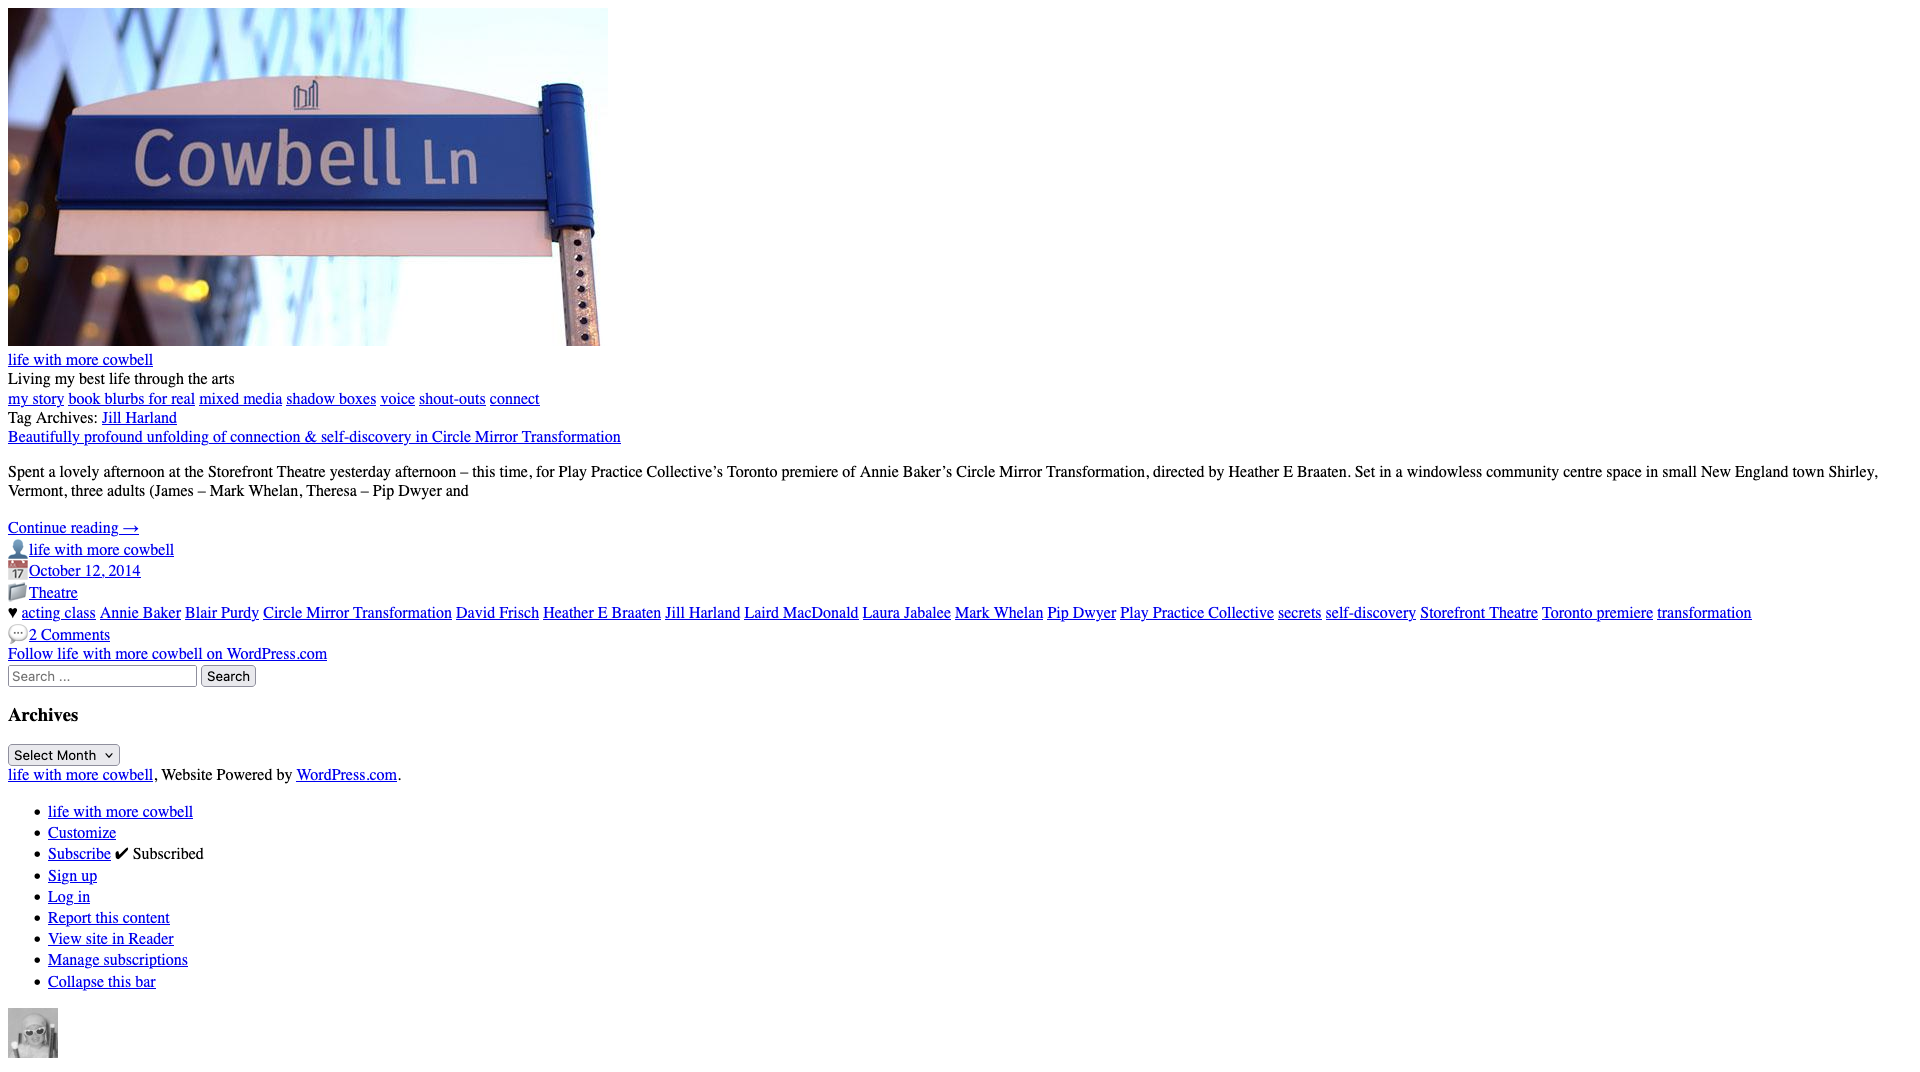 Cowbell Ln
life with more cowbell
Living my best life through the arts
my story book blurbs for real mixed media shadow boxes voice shout-outs connect
Tag Archives: Jill Harland
Beautifully profound unfolding of connection & self-discovery in Circle Mirror Transformation
Spent a lovely afternoon at the Storefront Theatre yesterday afternoon – this time, for Play Practice Collective’s Toronto premiere of Annie Baker’s Circle Mirror Transformation, directed by Heather E Braaten. Set in a windowless community centre space in small New England town Shirley,
Vermont, three adults (James – Mark Whelan, Theresa – Pip Dwyer and
Continue reading →
life with more cowbell
17 October 12, 2014
Theatre
♥ acting class Annie Baker Blair Purdy Circle Mirror Transformation David Frisch Heather E Braaten Jill Harland Laird MacDonald Laura Jabalee Mark Whelan Pip Dwyer Play Practice Collective secrets self-discovery Storefront Theatre Toronto premiere transformation
2 Comments
Follow life with more cowbell on WordPress.com
Search ... Search
Archives
Select Month
life with more cowbell, Website Powered by WordPress.com.
• life with more cowbell
• Customize
• Subscribe ✔ Subscribed
• Sign up
• Log in
• Report this content
• View site in Reader
• Manage subscriptions
• Collapse this bar